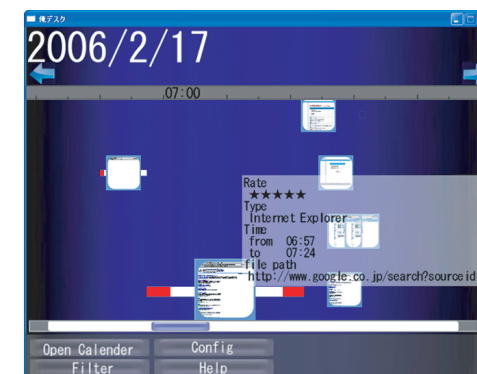 俺デスク
2006/2/17
07:00
Rate
★★★★★
Type
Internet Explorer
Time
from 06:57
to 07:24
file path
http://www.google.co.jp/search?sourceid
Open Calender
Config
Filter
Help